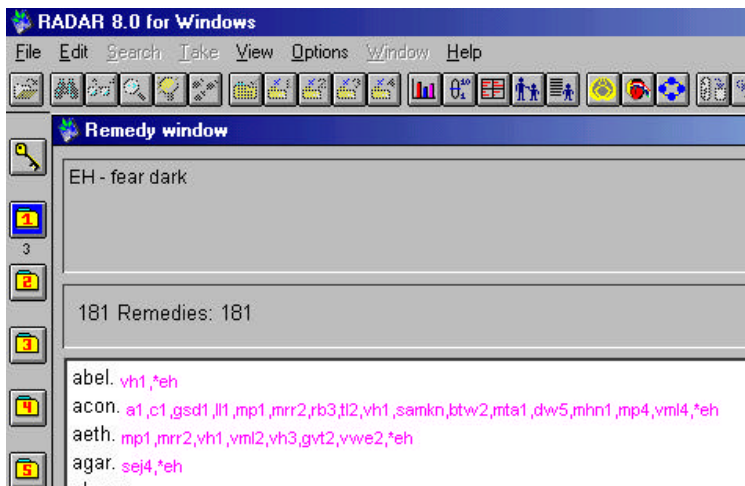 RADAR 8.0 for Windows
File Edit Search Take View Options Window Help
Remedy window
EH - fear dark
1
3
2
181 Remedies: 181
3
abel. vh1,*eh
4
acon. a1,c1,gsd1,ll1,mp1,mrr2,rb3,tl2,vh1,samkn,btw2,mta1,dw5,mhn1,mp4,vml4,*eh
aeth. mp1,mrr2,vh1,vml2,vh3,gvt2,vwe2,*eh
5
agar. sej4,*eh